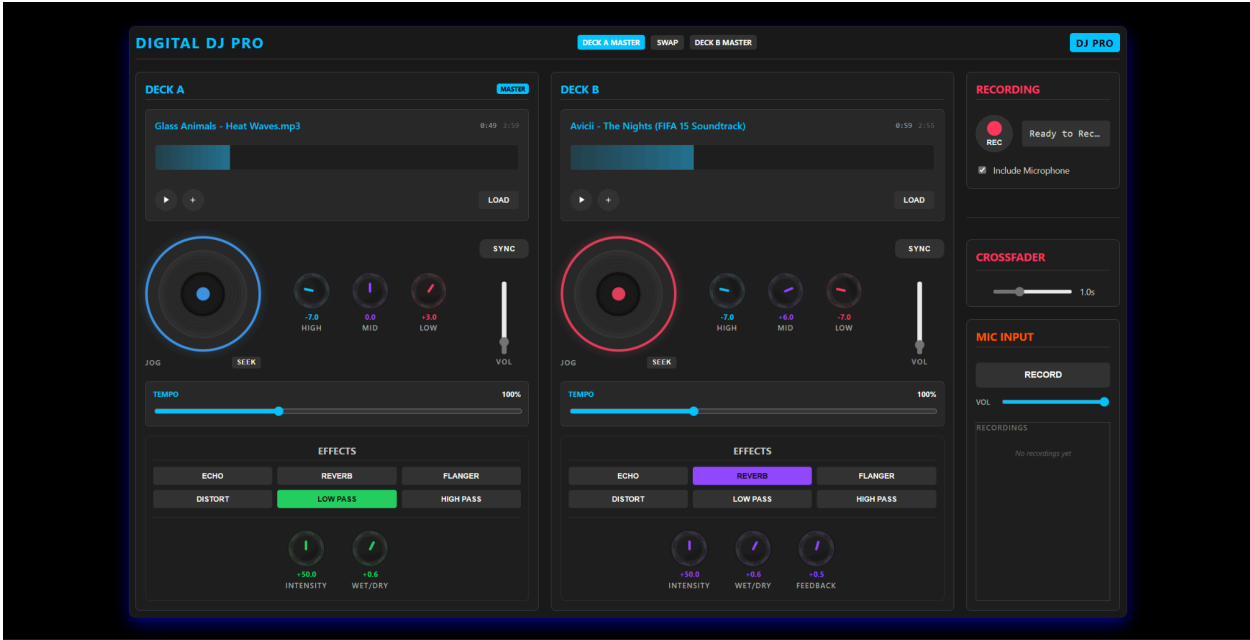 DIGITAL DJ PRO
DECK A MASTER SWAP DECK B MASTER
DJ PRO
DECK A
MASTER
Glass Animals - Heat Waves.mp3
0:49 3:59
+
LOAD
SYNC
-7.0
HIGH
0.0
MID
+3.0
LOW
VOL
JOG
SEEK
TEMPO
100%
EFFECTS
ECHO REVERB FLANGER
DISTORT LOW PASS HIGH PASS
+50.0
INTENSITY
+0.6
WET/DRY
DECK B
Avicii - The Nights (FIFA 15 Soundtrack)
0:59 2:55
+
LOAD
SYNC
-7.0
HIGH
+6.0
MID
-7.0
LOW
VOL
JOG
SEEK
TEMPO
100%
EFFECTS
ECHO REVERB FLANGER
DISTORT LOW PASS HIGH PASS
+50.0
INTENSITY
+0.6
WET/DRY
+0.5
FEEDBACK
RECORDING
REC
Ready to Rec…
Include Microphone
CROSSFADER
1.0s
MIC INPUT
RECORD
VOL
RECORDINGS
No recordings yet